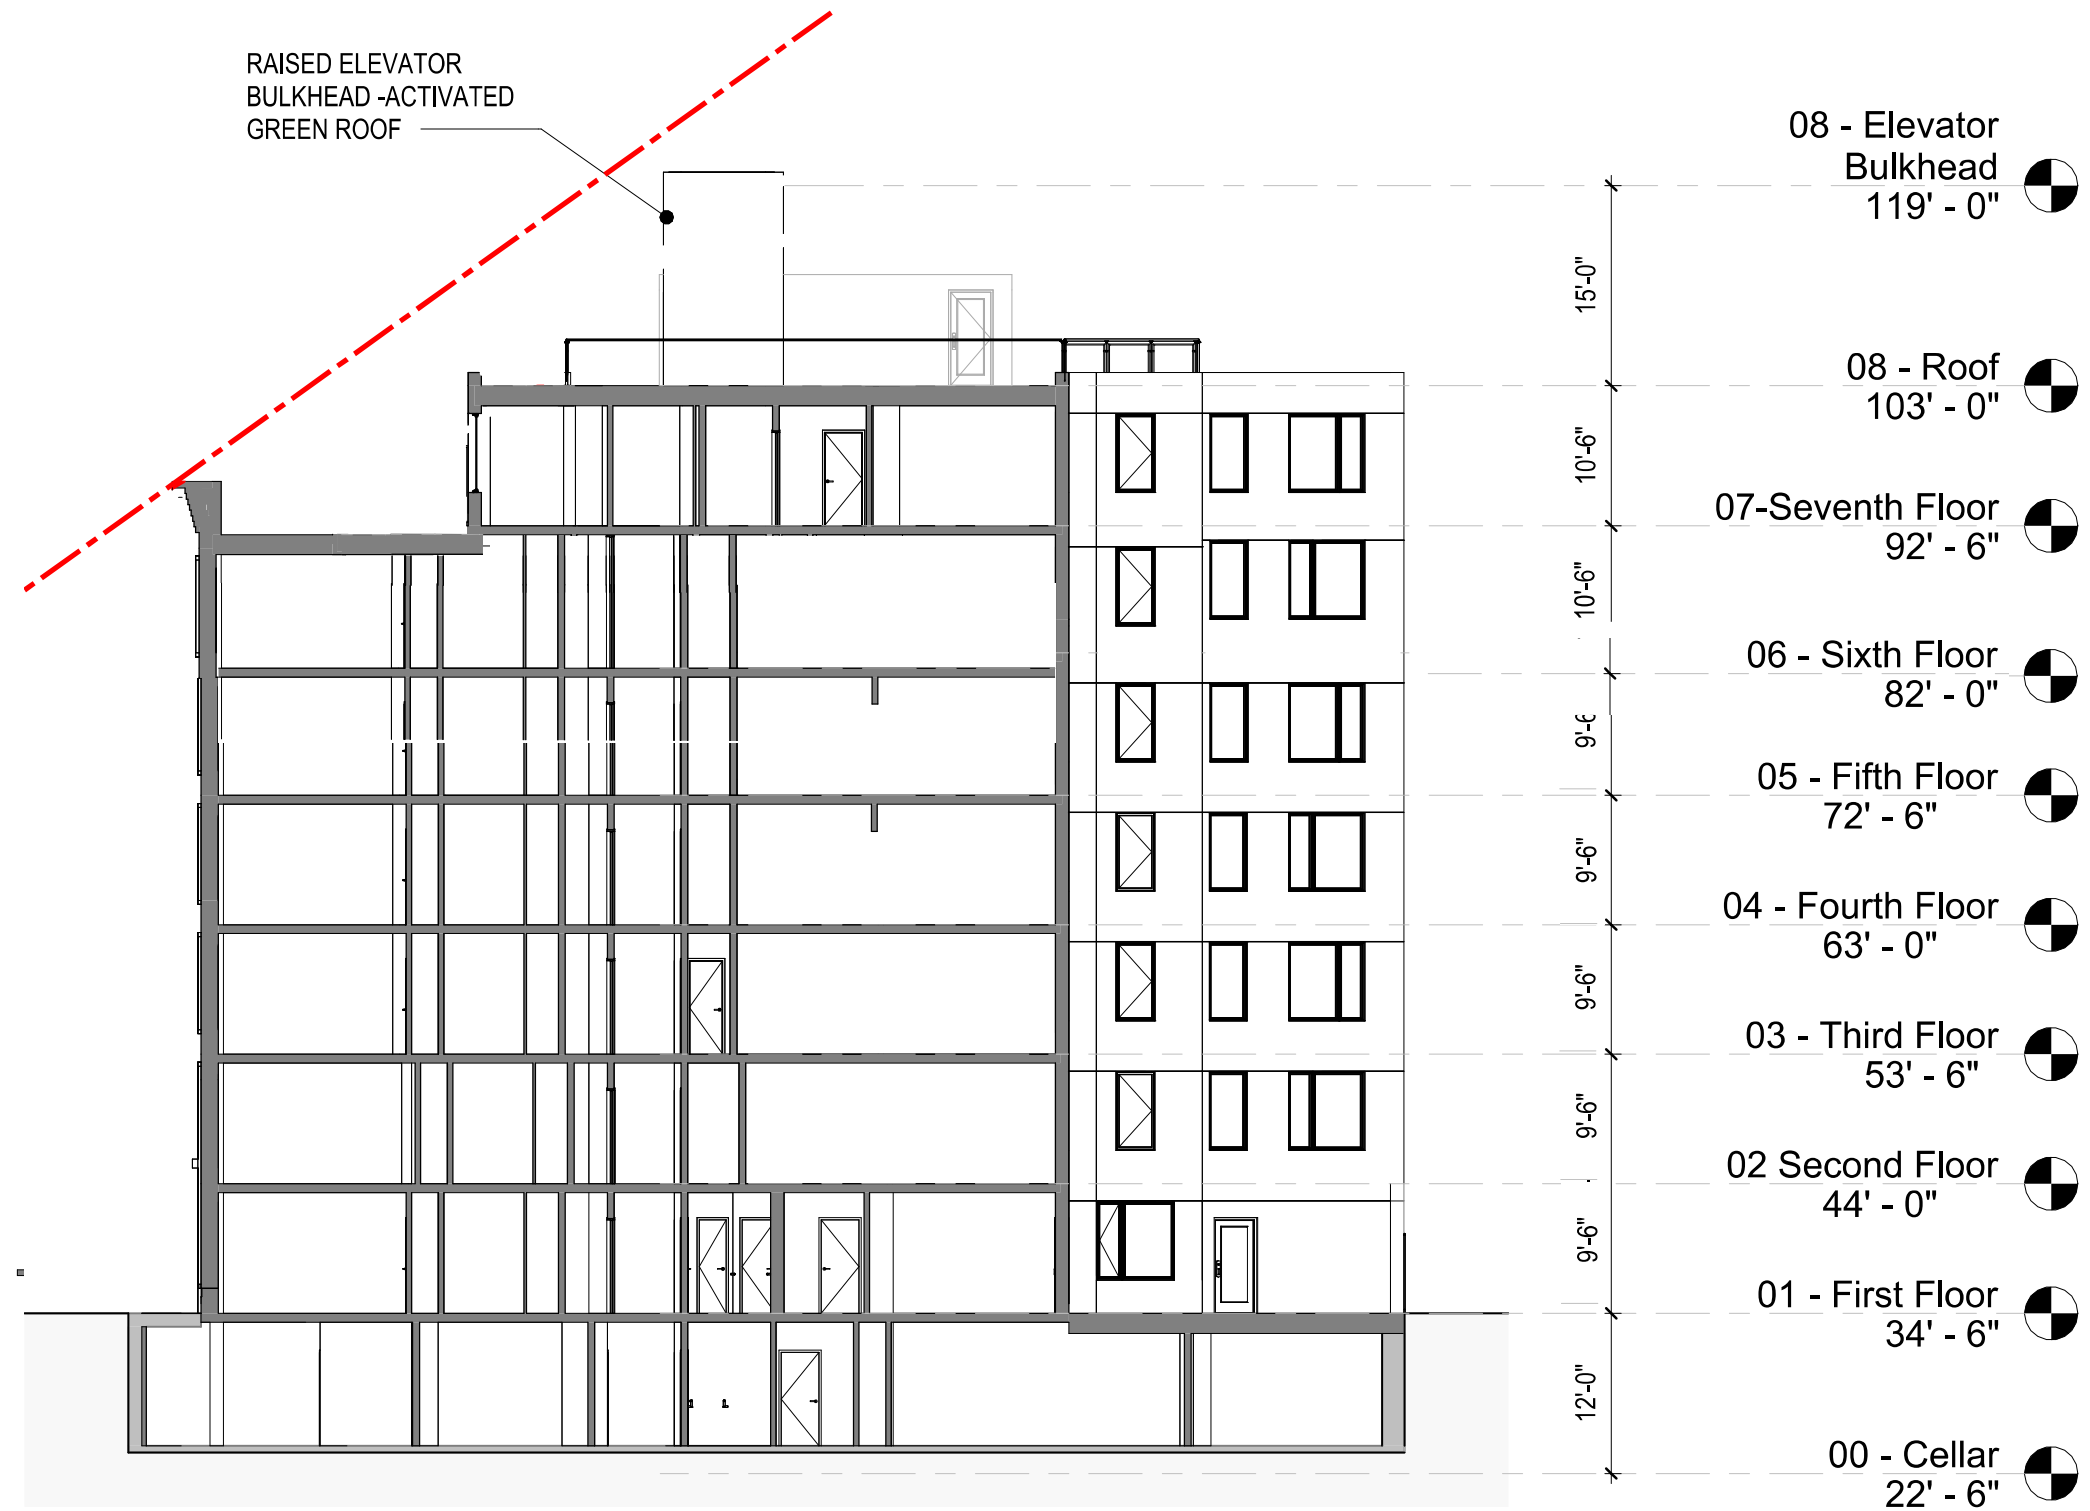 RAISED ELEVATOR
BULKHEAD -ACTIVATED
GREEN ROOF
08 - Elevator
Bulkhead
119' - 0"
15'-0"
08 - Roof
103' - 0"
10'-6"
07-Seventh Floor
92' - 6"
10'-6"
06 - Sixth Floor
82' - 0"
9'-6
05 - Fifth Floor
72' - 6"
9'-6"
04 - Fourth Floor
63' - 0"
9'-6"
03 - Third Floor
53' - 6"
9'-6"
02 Second Floor
44' - 0"
9'-6"
01 - First Floor
34' - 6"
12'-0"
00 - Cellar
22' - 6"